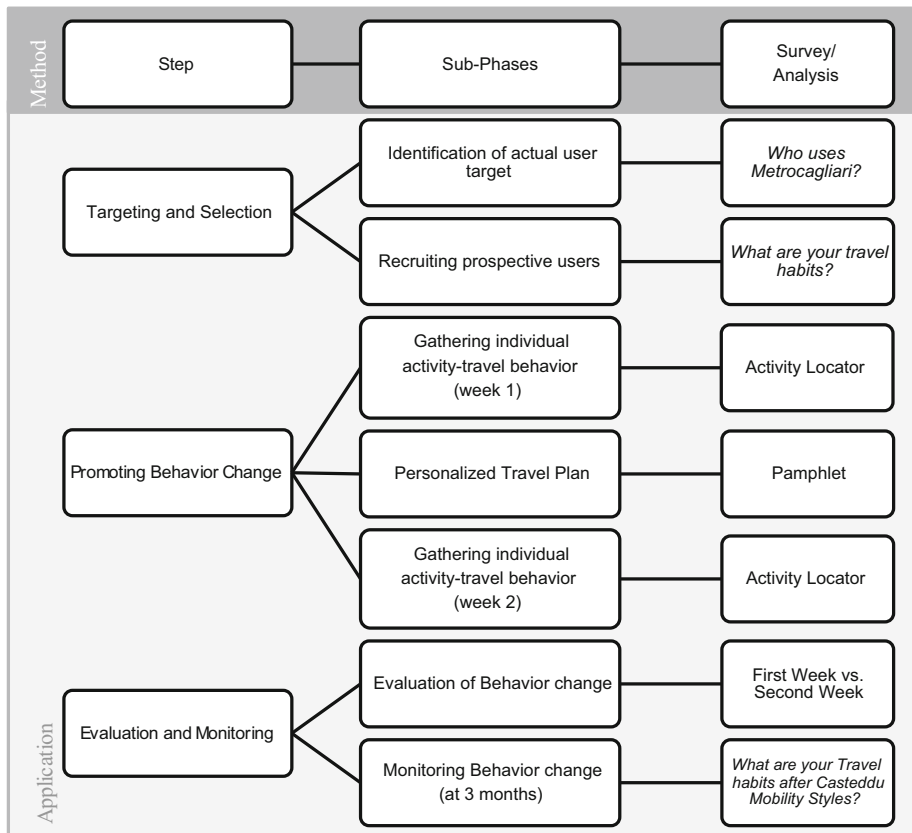 Method
Step
Sub-Phases
Survey/
Analysis
Application
Targeting and Selection
Identification of actual user
target
Who uses
Metrocagliari?
Recruiting prospective users
What are your travel
habits?
Promoting Behavior Change
Gathering individual
activity-travel behavior
(week 1)
Activity Locator
Personalized Travel Plan
Pamphlet
Gathering individual
activity-travel behavior
(week 2)
Activity Locator
Evaluation and Monitoring
Evaluation of Behavior change
First Week vs.
Second Week
Monitoring Behavior change
(at 3 months)
What are your Travel
habits after Casteddu
Mobility Styles?